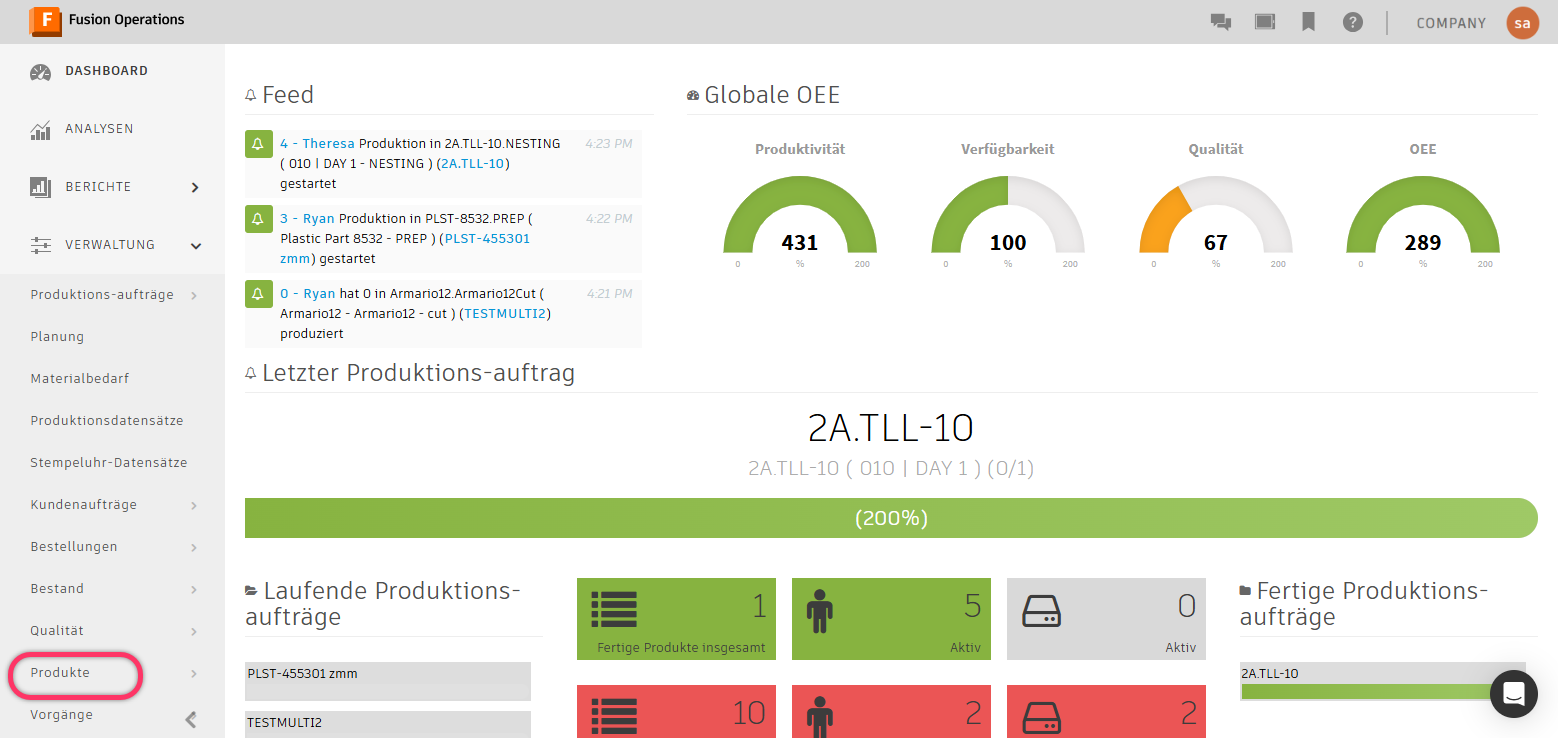 F Fusion Operations
? COMPANY sa
DASHBOARD
ANALYSEN
BERICHTE
VERWALTUNG
Produktions-aufträge
Planung
Materialbedarf
Produktionsdatensätze
Stempeluhr-Datensätze
Kundenaufträge
Bestellungen
Bestand
Qualität
Produkte
Vorgänge
Feed
4 - Theresa Produktion in 2A.TLL-10.NESTING 4:23 PM
( 010 | DAY 1 - NESTING ) (2A.TLL-10)
gestartet
3 - Ryan Produktion in PLST-8532.PREP ( 4:22 PM
Plastic Part 8532 - PREP ) (PLST-455301
zmm) gestartet
0 - Ryan hat 0 in Armario12.Armario12Cut ( 4:21 PM
Armario12 - Armario12 - cut ) (TESTMULTI2)
produziert
Globale OEE
Produktivität Verfügbarkeit Qualität OEE
431 100 67 289
0 % 200 0 % 200 0 % 200 0 % 200
Letzter Produktions-auftrag
2A.TLL-10
2A.TLL-10 ( 010 | DAY 1 ) (0/1)
(200%)
Laufende Produktions-
aufträge
PLST-455301 zmm
TESTMULTI2
1
Fertige Produkte insgesamt
5
Aktiv
0
Aktiv
10
2
2
Fertige Produktions-
aufträge
2A.TLL-10